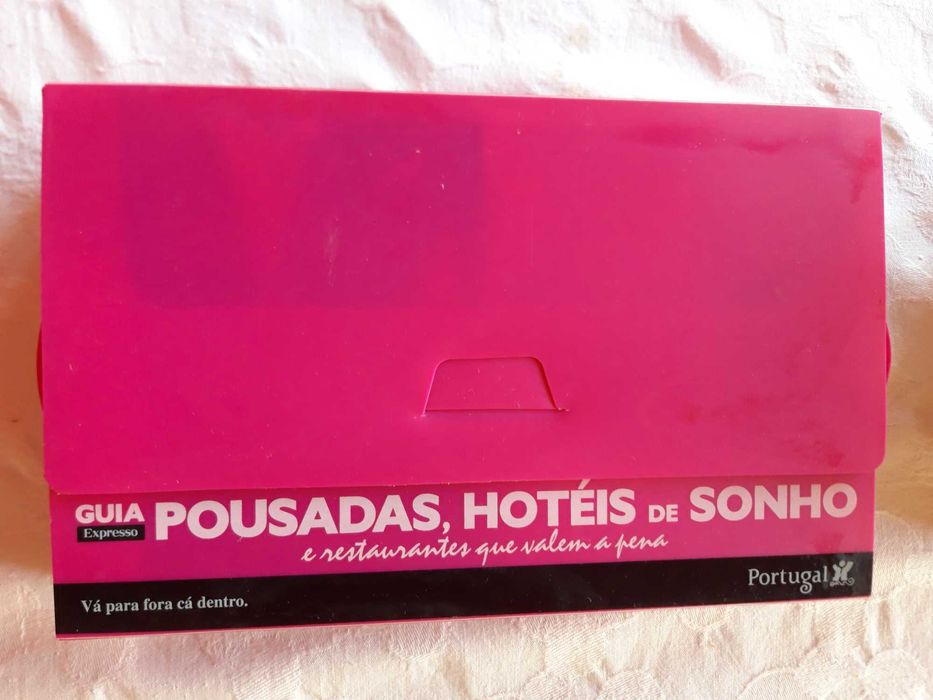 GUIA
Expresso
POUSADAS, HOTÉIS DE SONHO
e restaurantes que valem a pena
Portugal
Vá para fora cá dentro.